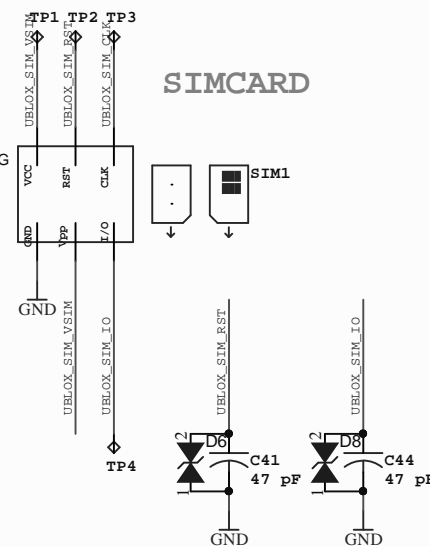 TP1 TP2 TP3
UBLOX_SIM_VSIM
UBLOX_SIM_RST
UBLOX_SIM_CLK
SIMCARD
G
VCC
RST
CLK
SIM1
GND
VPP
I/O
GND
UBLOX_SIM_VSIM
UBLOX_SIM_IO
TP4
UBLOX_SIM_RST
UBLOX_SIM_IO
2
D6
C41
47 pF
1
GND
2
D8
C44
47 pF
1
GND